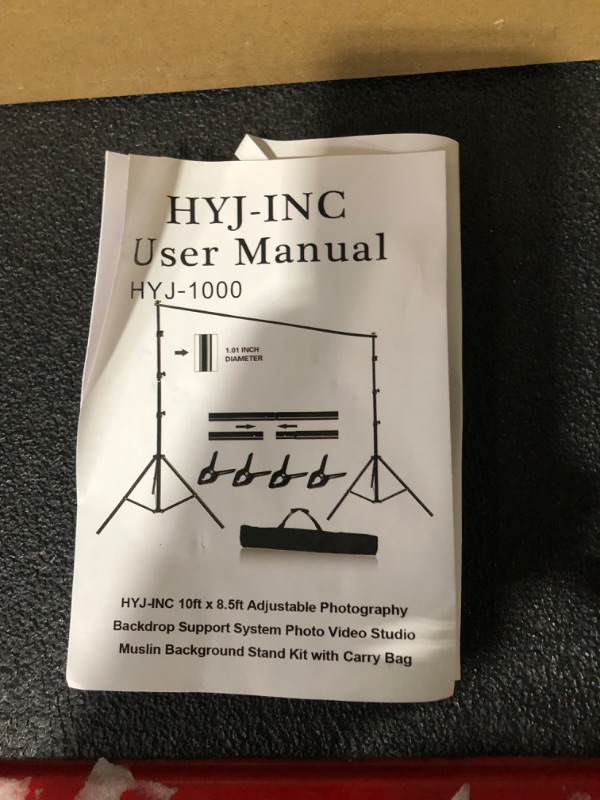 HYJ-INC
User Manual
HYJ-1000
1.01 INCH
DIAMETER
HYJ-INC 10ft x 8.5ft Adjustable Photography
Backdrop Support System Photo Video Studio
Muslin Background Stand Kit with Carry Bag